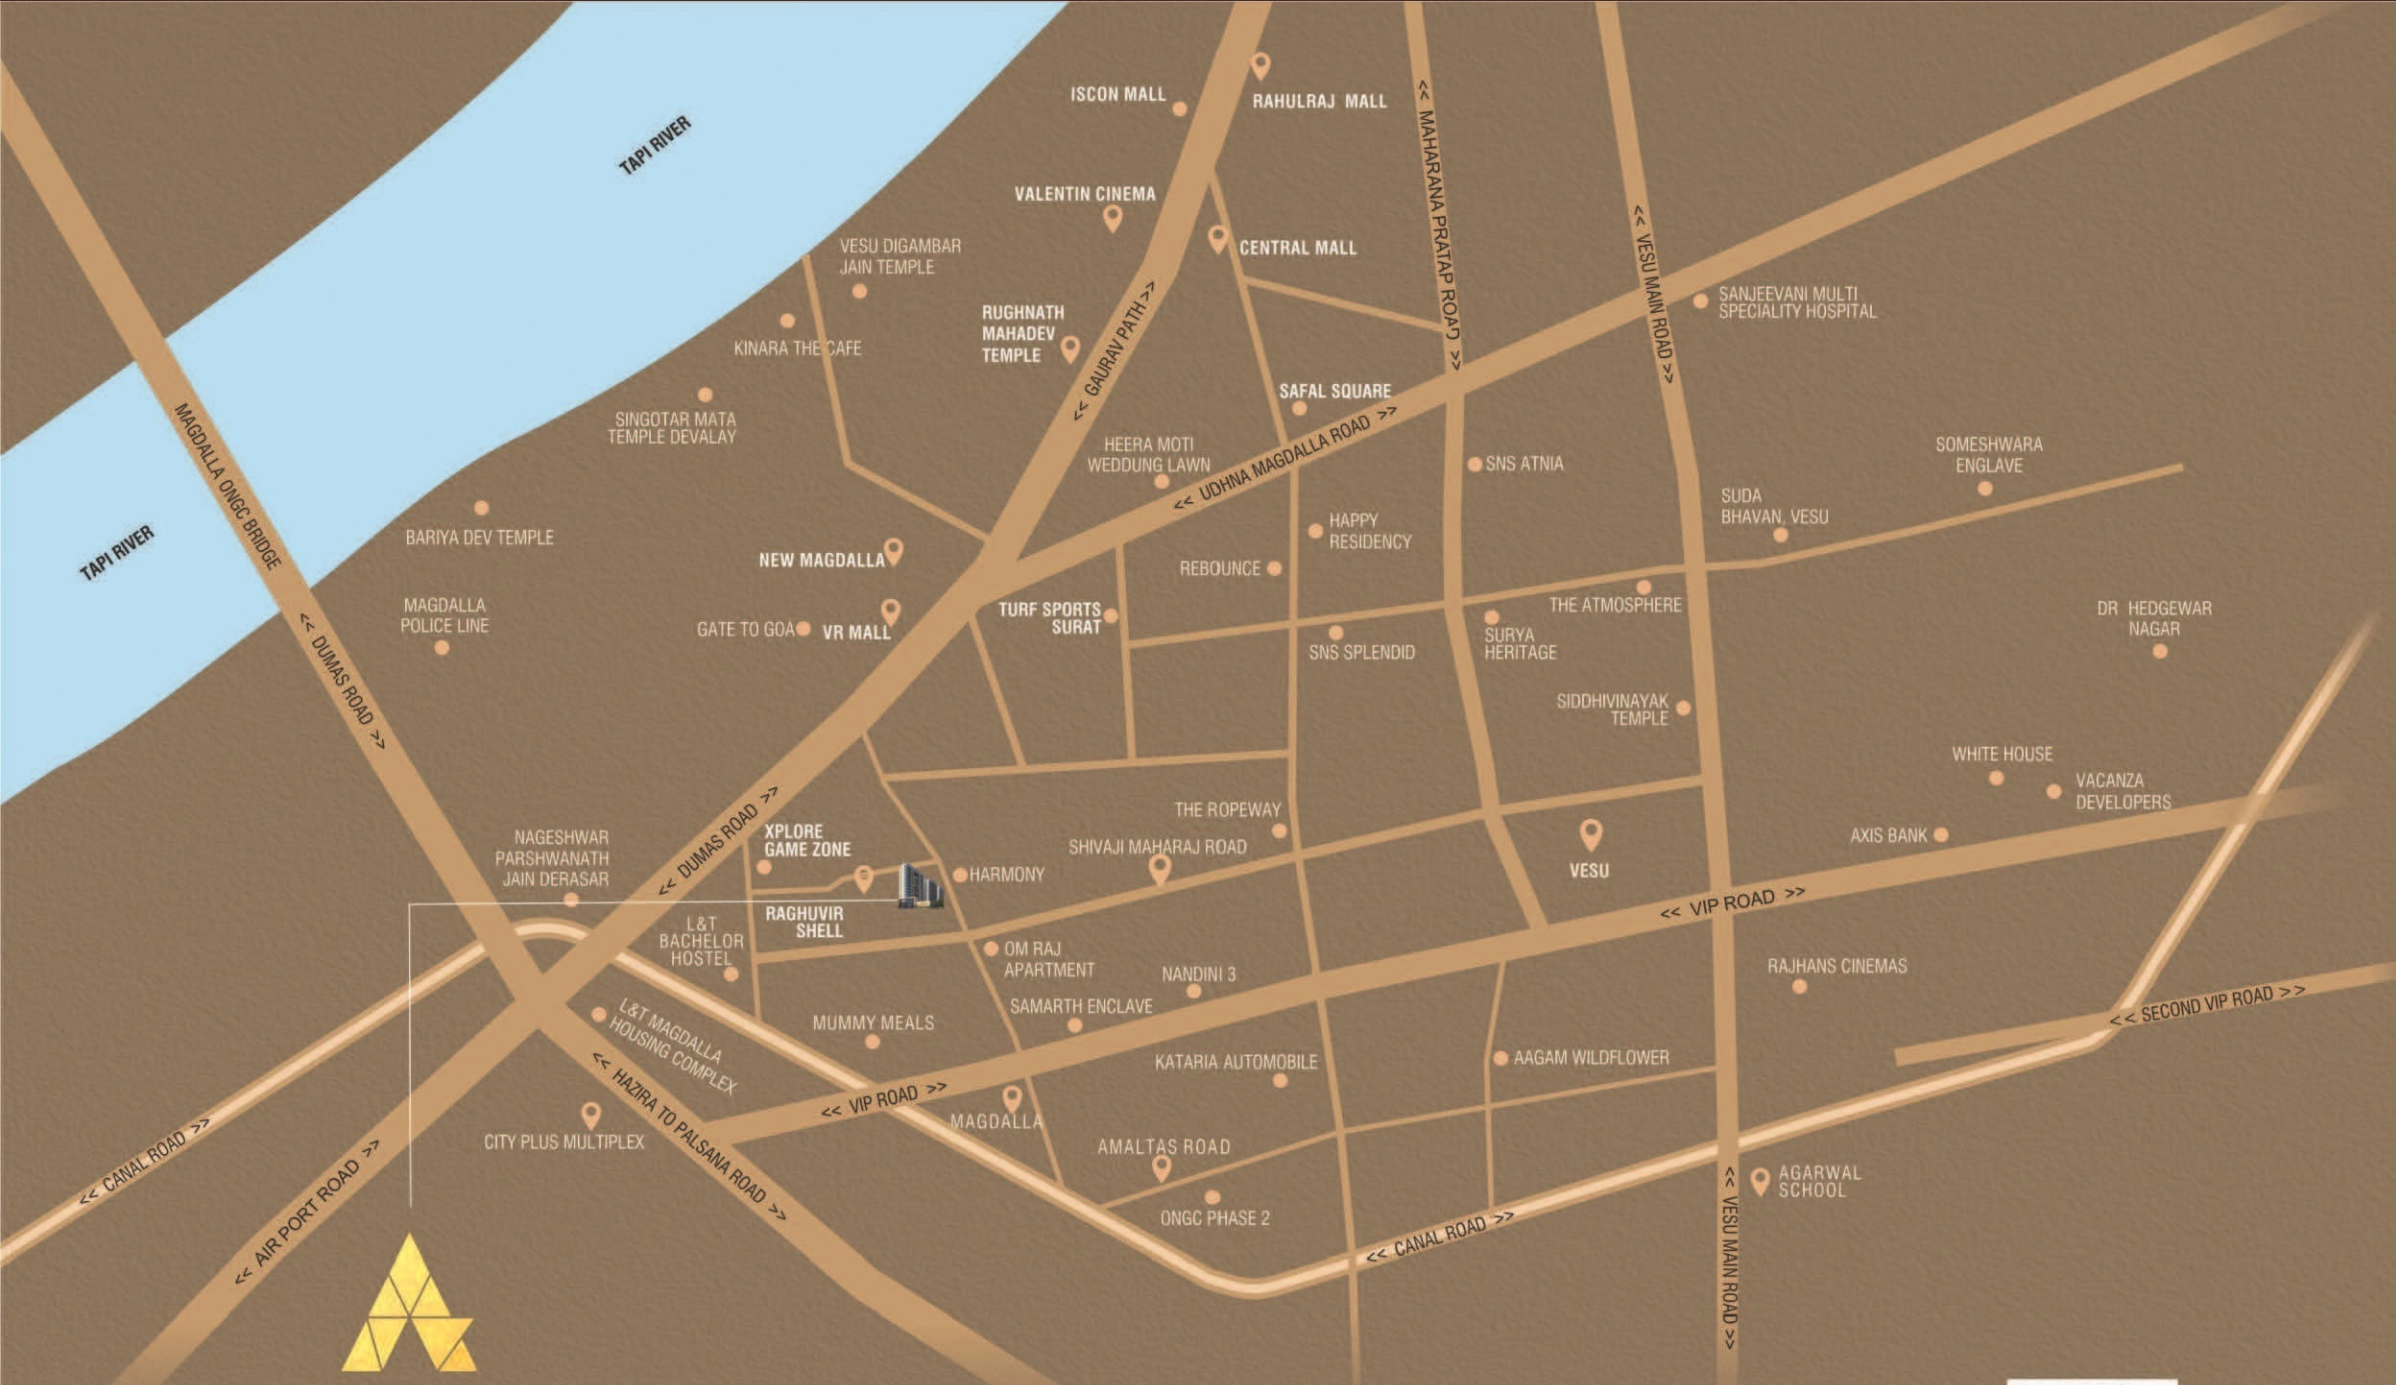 TAPI RIVER
ISCON MALL
RAHULRAJ MALL
<< MAHARANA PRATAP ROAD >>
VALENTIN CINEMA
CENTRAL MALL
<< VESU MAIN ROAD >>
VESU DIGAMBAR
JAIN TEMPLE
KINARA THE CAFE
RUGHNATH
MAHADEV
TEMPLE
<< GAURAV PATH >>
SANJEEVANI MULTI
SPECIALITY HOSPITAL
SINGOTAR MATA
TEMPLE DEVALAY
SAFAL SQUARE
<< UDHNA MAGDALLA ROAD >>
HEERA MOTI
WEDDUNG LAWN
SNS ATNIA
SOMESHWARA
ENGLAVE
MAGDALLA ONGC BRIDGE
TAPI RIVER
BARIYA DEV TEMPLE
NEW MAGDALLA
HAPPY
RESIDENCY
REBOUNCE
SUDA
BHAVAN, VESU
MAGDALLA
POLICE LINE
GATE TO GOA
VR MALL
TURF SPORTS
SURAT
SNS SPLENDID
SURYA
HERITAGE
THE ATMOSPHERE
DR HEDGEWAR
NAGAR
<< DUMAS ROAD >>
SIDDHIVINAYAK
TEMPLE
WHITE HOUSE
VACANZA
DEVELOPERS
AXIS BANK
<< DUMAS ROAD >>
XPLORE
GAME ZONE
THE ROPEWAY
SHIVAJI MAHARAJ ROAD
VESU
NAGESHWAR
PARSHWANATH
JAIN DERASAR
HARMONY
RAGHUVIR
SHELL
<< VIP ROAD >>
L&T
BACHELOR
HOSTEL
OM RAJ
APARTMENT
NANDINI 3
SAMARTH ENCLAVE
RAJHANS CINEMAS
<< SECOND VIP ROAD >>
L&T MAGDALLA
HOUSING COMPLEX
MUMMY MEALS
KATARIA AUTOMOBILE
AAGAM WILDFLOWER
<< VIP ROAD >>
MAGDALLA
<< HAZIRA TO PALSANA ROAD >>
CITY PLUS MULTIPLEX
AMALTAS ROAD
ONGC PHASE 2
<< CANAL ROAD >>
<< AIR PORT ROAD >>
<< CANAL ROAD >>
AGARWAL
SCHOOL
<< VESU MAIN ROAD >>